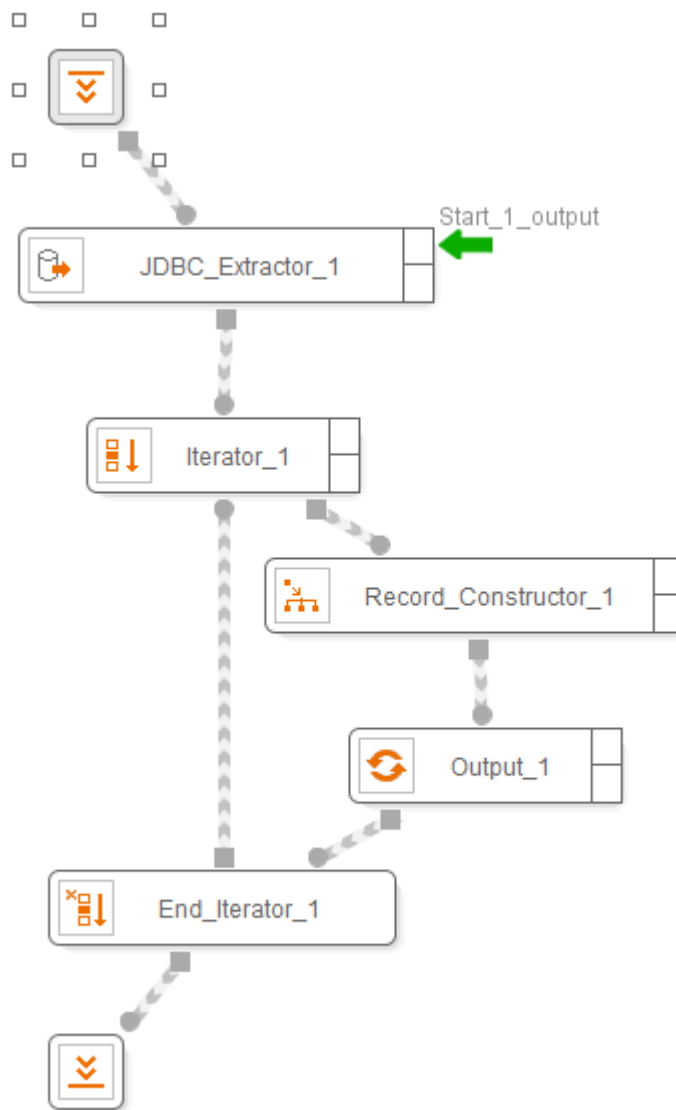 Start_1_output
JDBC_Extractor_1
Iterator_1
Record_Constructor_1
Output_1
End_Iterator_1